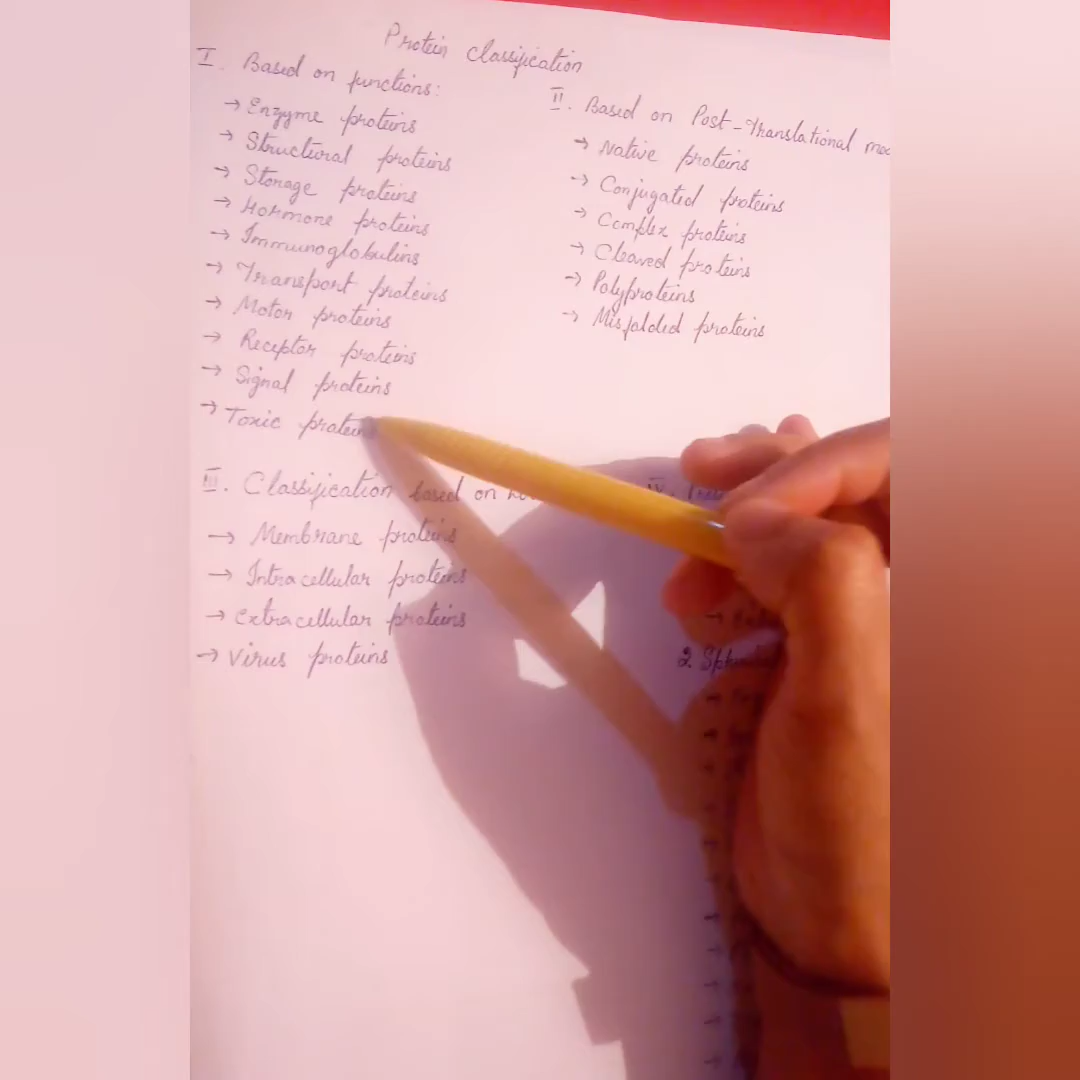 Protein Classification
I. Based on functions:
→ Enzyme proteins
→ Structural proteins
→ Storage proteins
→ Hormone proteins
→ Immunoglobulins
→ Transport proteins
→ Motor proteins
→ Receptor proteins
→ Signal proteins
→ Toxic proteins
II. Based on Post-Translational
→ Native proteins
→ Conjugated proteins
→ Complex proteins
→ Cleaved proteins
→ Polyproteins
→ Misfolded proteins
III. Classification based on
→ Membrane proteins
→ Intracellular proteins
→ extracellular proteins
→ Virus proteins
IV.
2.